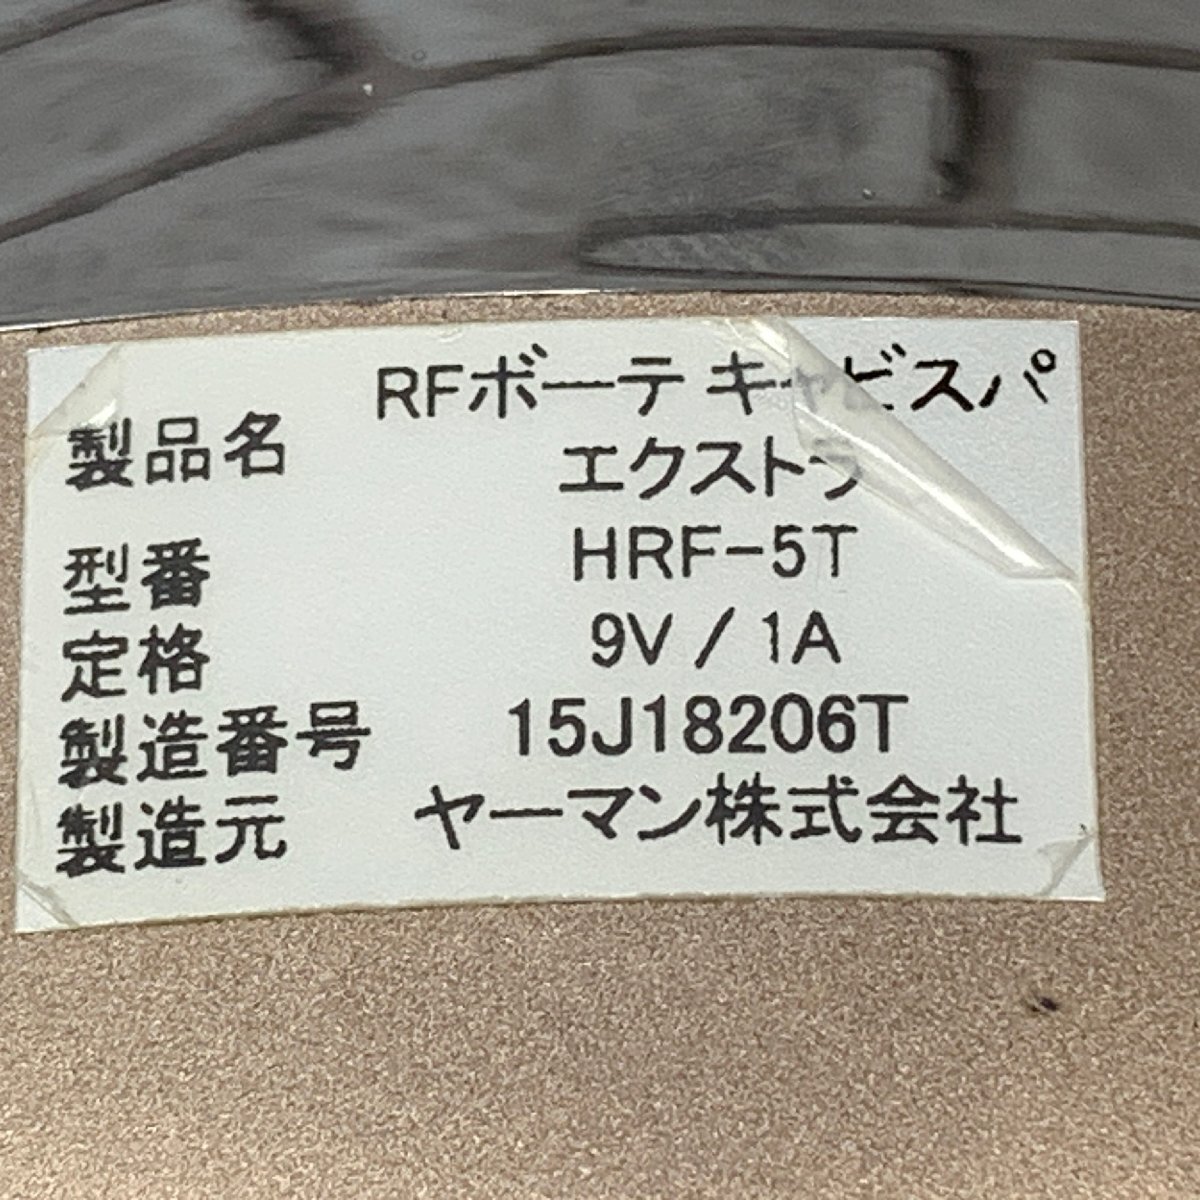 製品名 RFボーテ キャビスパ
エクストラ
型番 HRF-5T
定格 9V / 1A
製造番号 15J18206T
製造元 ヤーマン株式会社